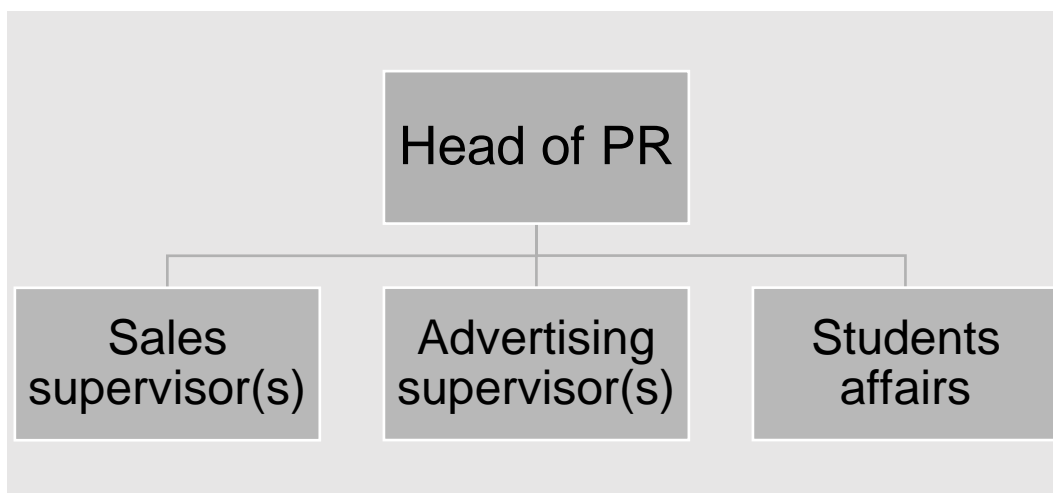 Head of PR
Sales
supervisor(s)
Advertising
supervisor(s)
Students
affairs